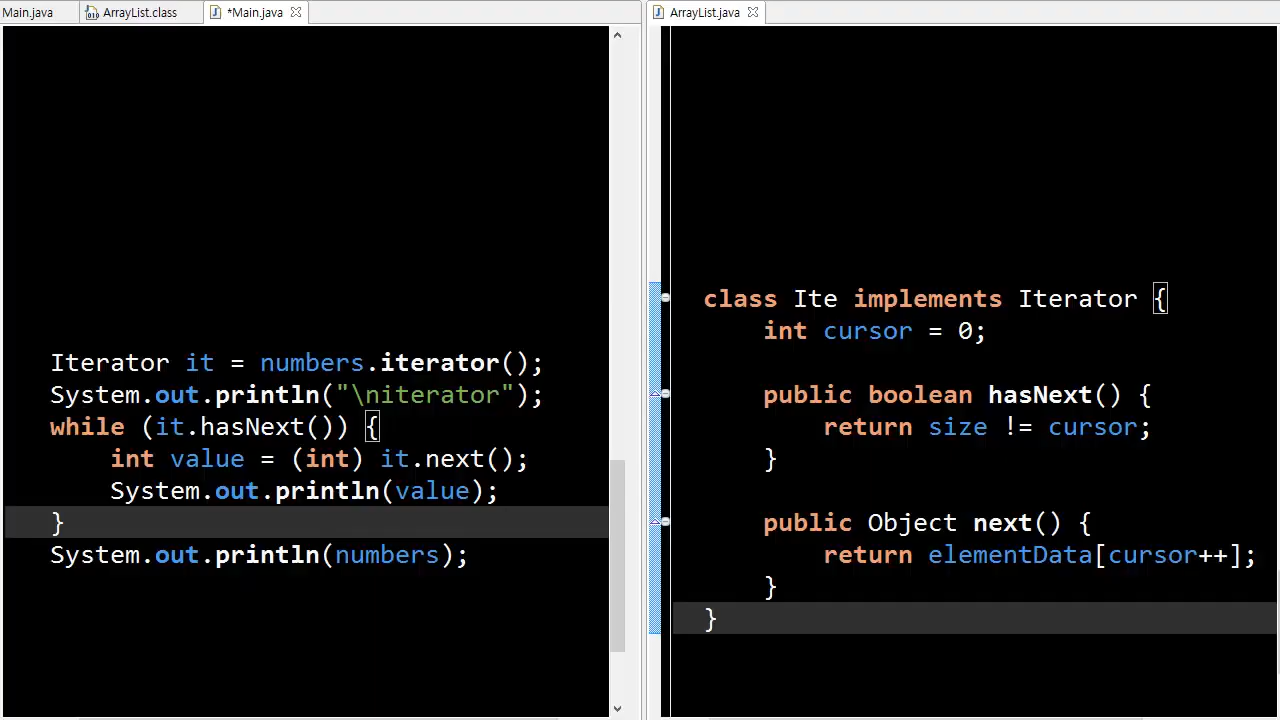 Main.java ArrayList.class *Main.java
Iterator it = numbers.iterator();
System.out.println("\niterator");
while (it.hasNext()) {
int value = (int) it.next();
System.out.println(value);
}
System.out.println(numbers);
ArrayList.java
class Ite implements Iterator {
int cursor = 0;
public boolean hasNext() {
return size != cursor;
}
public Object next() {
return elementData[cursor++];
}
}